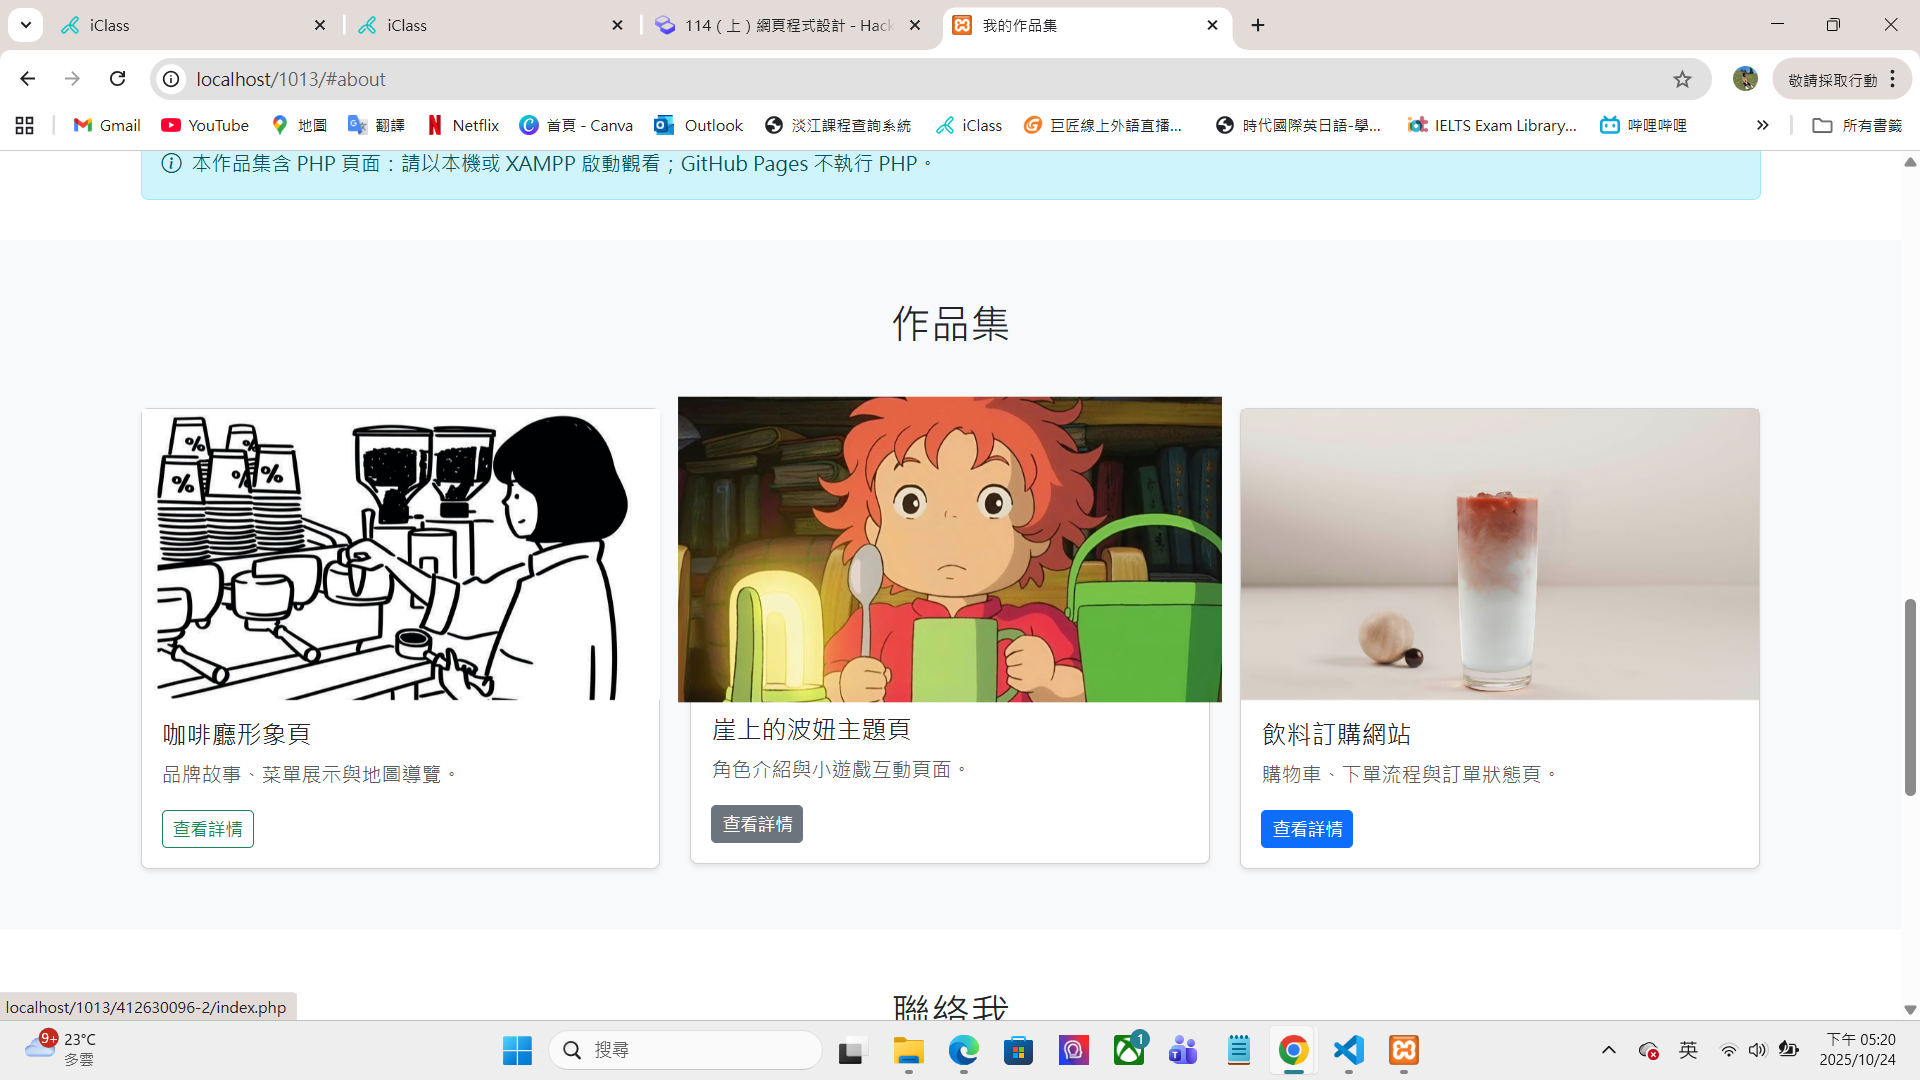 iClass
iClass
114（上）網頁程式設計 - Hack
我的作品集
localhost/1013/#about
敬請採取行動
Gmail
YouTube
地圖
翻譯
Netflix
首頁 - Canva
Outlook
淡江課程查詢系統
iClass
巨匠線上外語直播...
時代國際英日語-學...
IELTS Exam Library...
哔哩哔哩
所有書籤
本作品集含 PHP 頁面：請以本機或 XAMPP 啟動觀看；GitHub Pages 不執行 PHP。
作品集
% % % % %
咖啡廳形象頁
品牌故事、菜單展示與地圖導覽。
查看詳情
崖上的波妞主題頁
角色介紹與小遊戲互動頁面。
查看詳情
飲料訂購網站
購物車、下單流程與訂單狀態頁。
查看詳情
聯絡我
localhost/1013/412630096-2/index.php
9+
23°C
多雲
搜尋
1
英
下午 05:20
2025/10/24